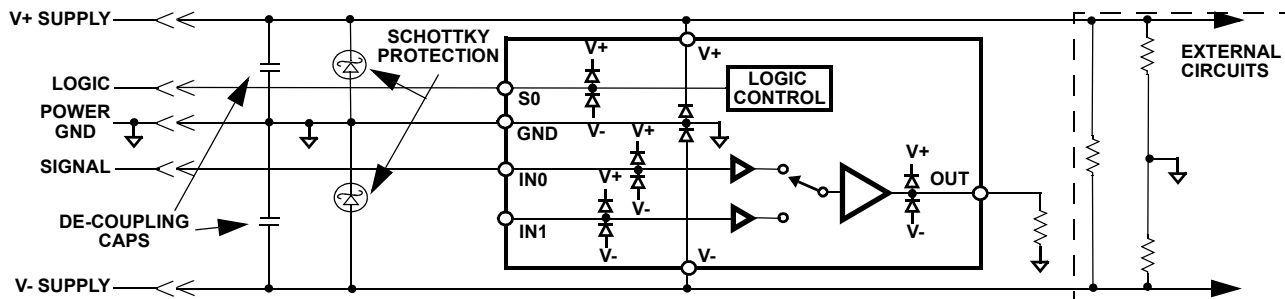 V+ SUPPLY
SCHOTTKY
PROTECTION
EXTERNAL
CIRCUITS
V+
V+
LOGIC
S0
LOGIC
CONTROL
POWER
GND
V-
GND
V+
SIGNAL
IN0
V+
V-
V+
OUT
DE-COUPLING
CAPS
IN1
V-
V-
V-
V- SUPPLY